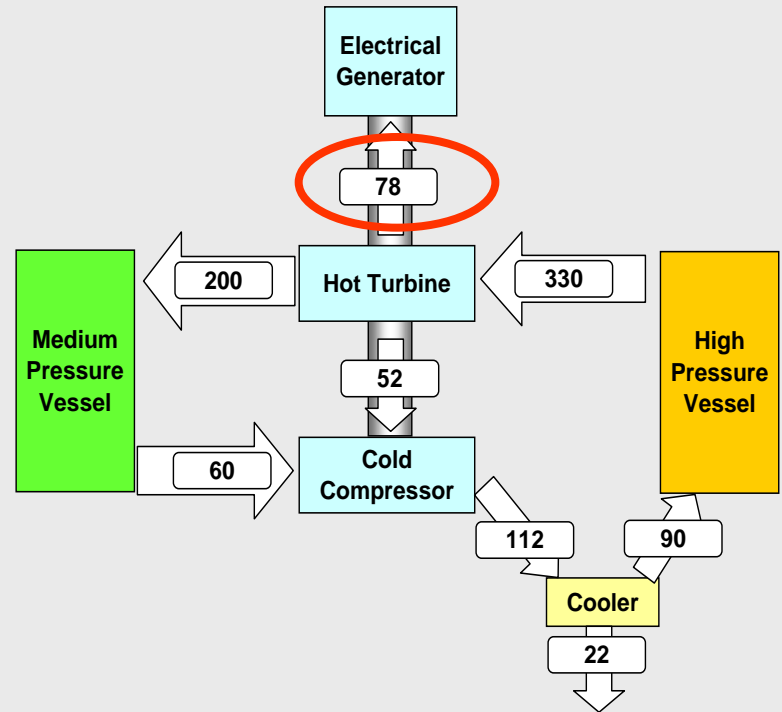 Electrical
Generator
78
200
Hot Turbine
330
Medium
Pressure
Vessel
High
Pressure
Vessel
52
60
Cold
Compressor
112
90
Cooler
22